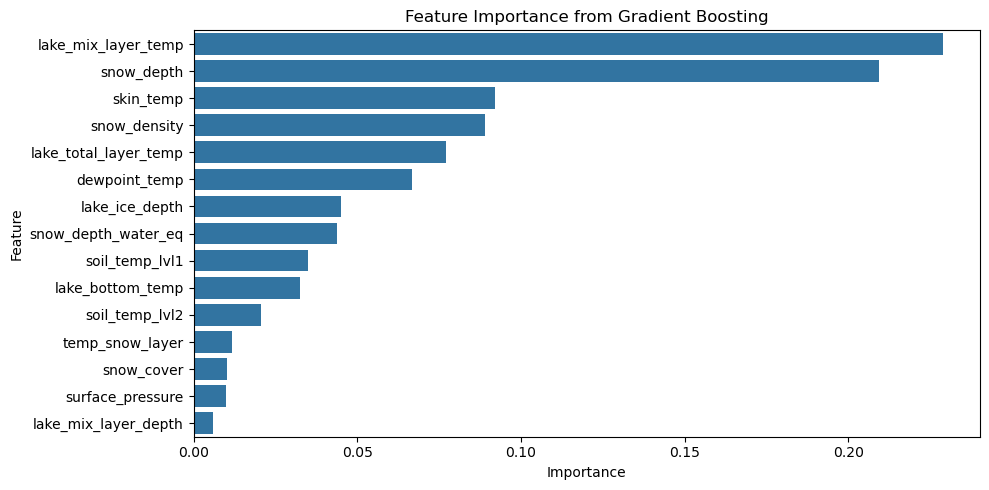 Feature Importance from Gradient Boosting
lake_mix_layer_temp
snow_depth
skin_temp
snow_density
lake_total_layer_temp
dewpoint_temp
lake_ice_depth
snow_depth_water_eq
soil_temp_lvl1
lake_bottom_temp
soil_temp_lvl2
temp_snow_layer
snow_cover
surface_pressure
lake_mix_layer_depth
Feature
0.00 0.05 0.10 0.15 0.20
Importance